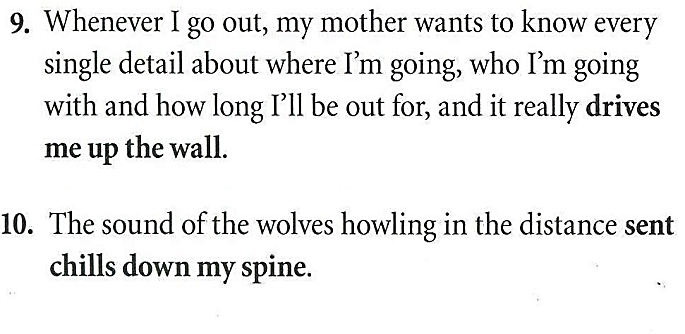 9. Whenever I go out, my mother wants to know every
single detail about where I'm going, who I'm going
with and how long I'll be out for, and it really drives
me up the wall.
10. The sound of the wolves howling in the distance sent
chills down my spine.